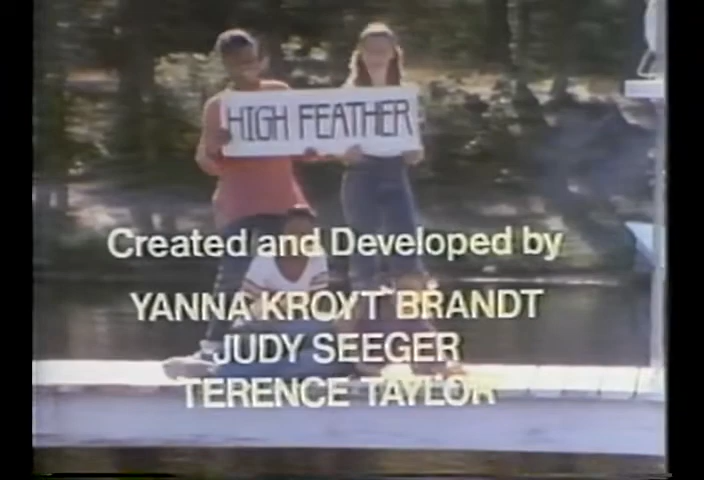 HIGH FEATHER
Created and Developed by
YANNA KROYT BRANDT
JUDY SEEGER
TERENCE TAYLOR